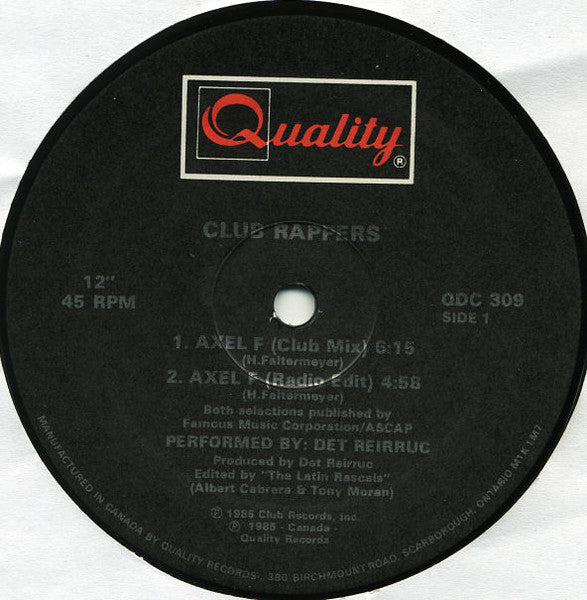 Quality®
CLUB RAPPERS
12"
45 RPM
QDC 309
SIDE 1
1. AXEL F (Club Mix) 6:15
(H.Faltermeyer)
2. AXEL F (Radio Edit) 4:58
(H.Faltermeyer)
Both selections published by
Famous Music Corporation/ASCAP
PERFORMED BY: DET REIRRUC
Produced by Det Reirruc
Edited by "The Latin Rascals"
(Albert Cabrera & Tony Moran)
℗ 1985 Club Records, Inc.
℗ 1985 - Canada -
Quality Records
MANUFACTURED IN CANADA BY QUALITY RECORDS· 380 BIRCHMOUNT ROAD, SCARBOROUGH, ONTARIO M1K 1M7